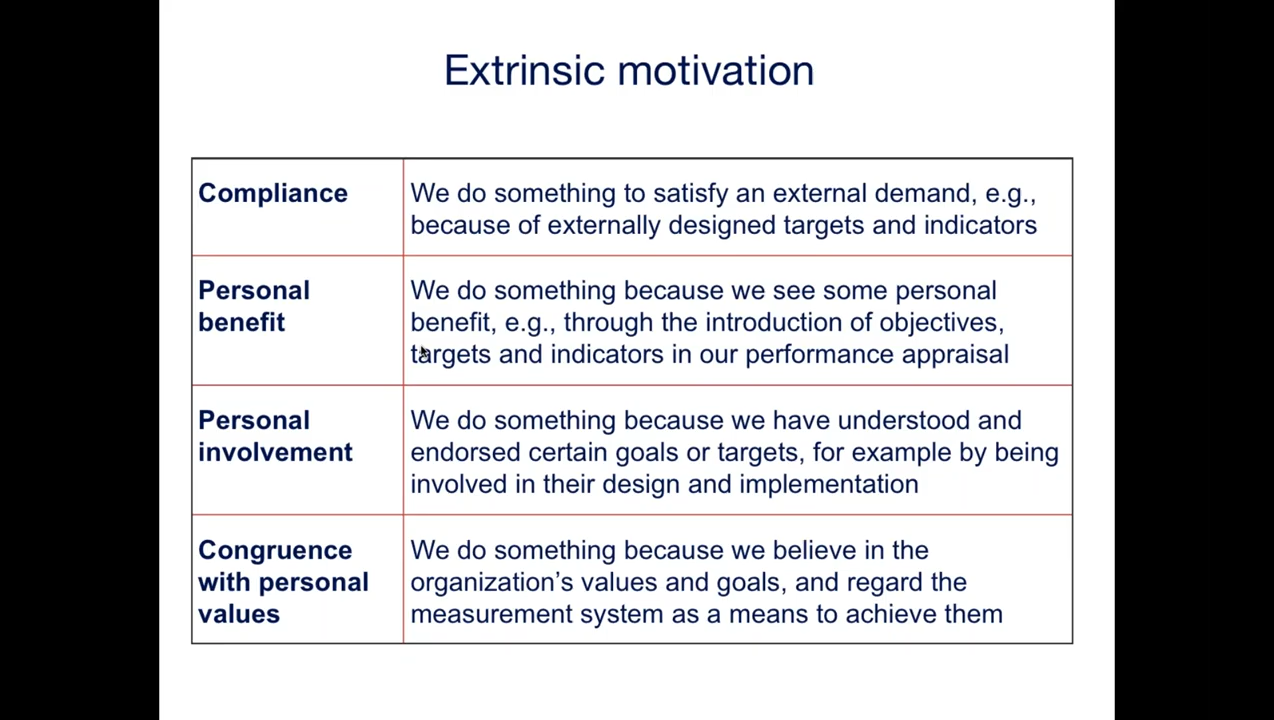 Extrinsic motivation
Compliance
We do something to satisfy an external demand, e.g.,
because of externally designed targets and indicators
Personal
benefit
We do something because we see some personal
benefit, e.g., through the introduction of objectives,
targets and indicators in our performance appraisal
Personal
involvement
We do something because we have understood and
endorsed certain goals or targets, for example by being
involved in their design and implementation
Congruence
with personal
values
We do something because we believe in the
organization’s values and goals, and regard the
measurement system as a means to achieve them